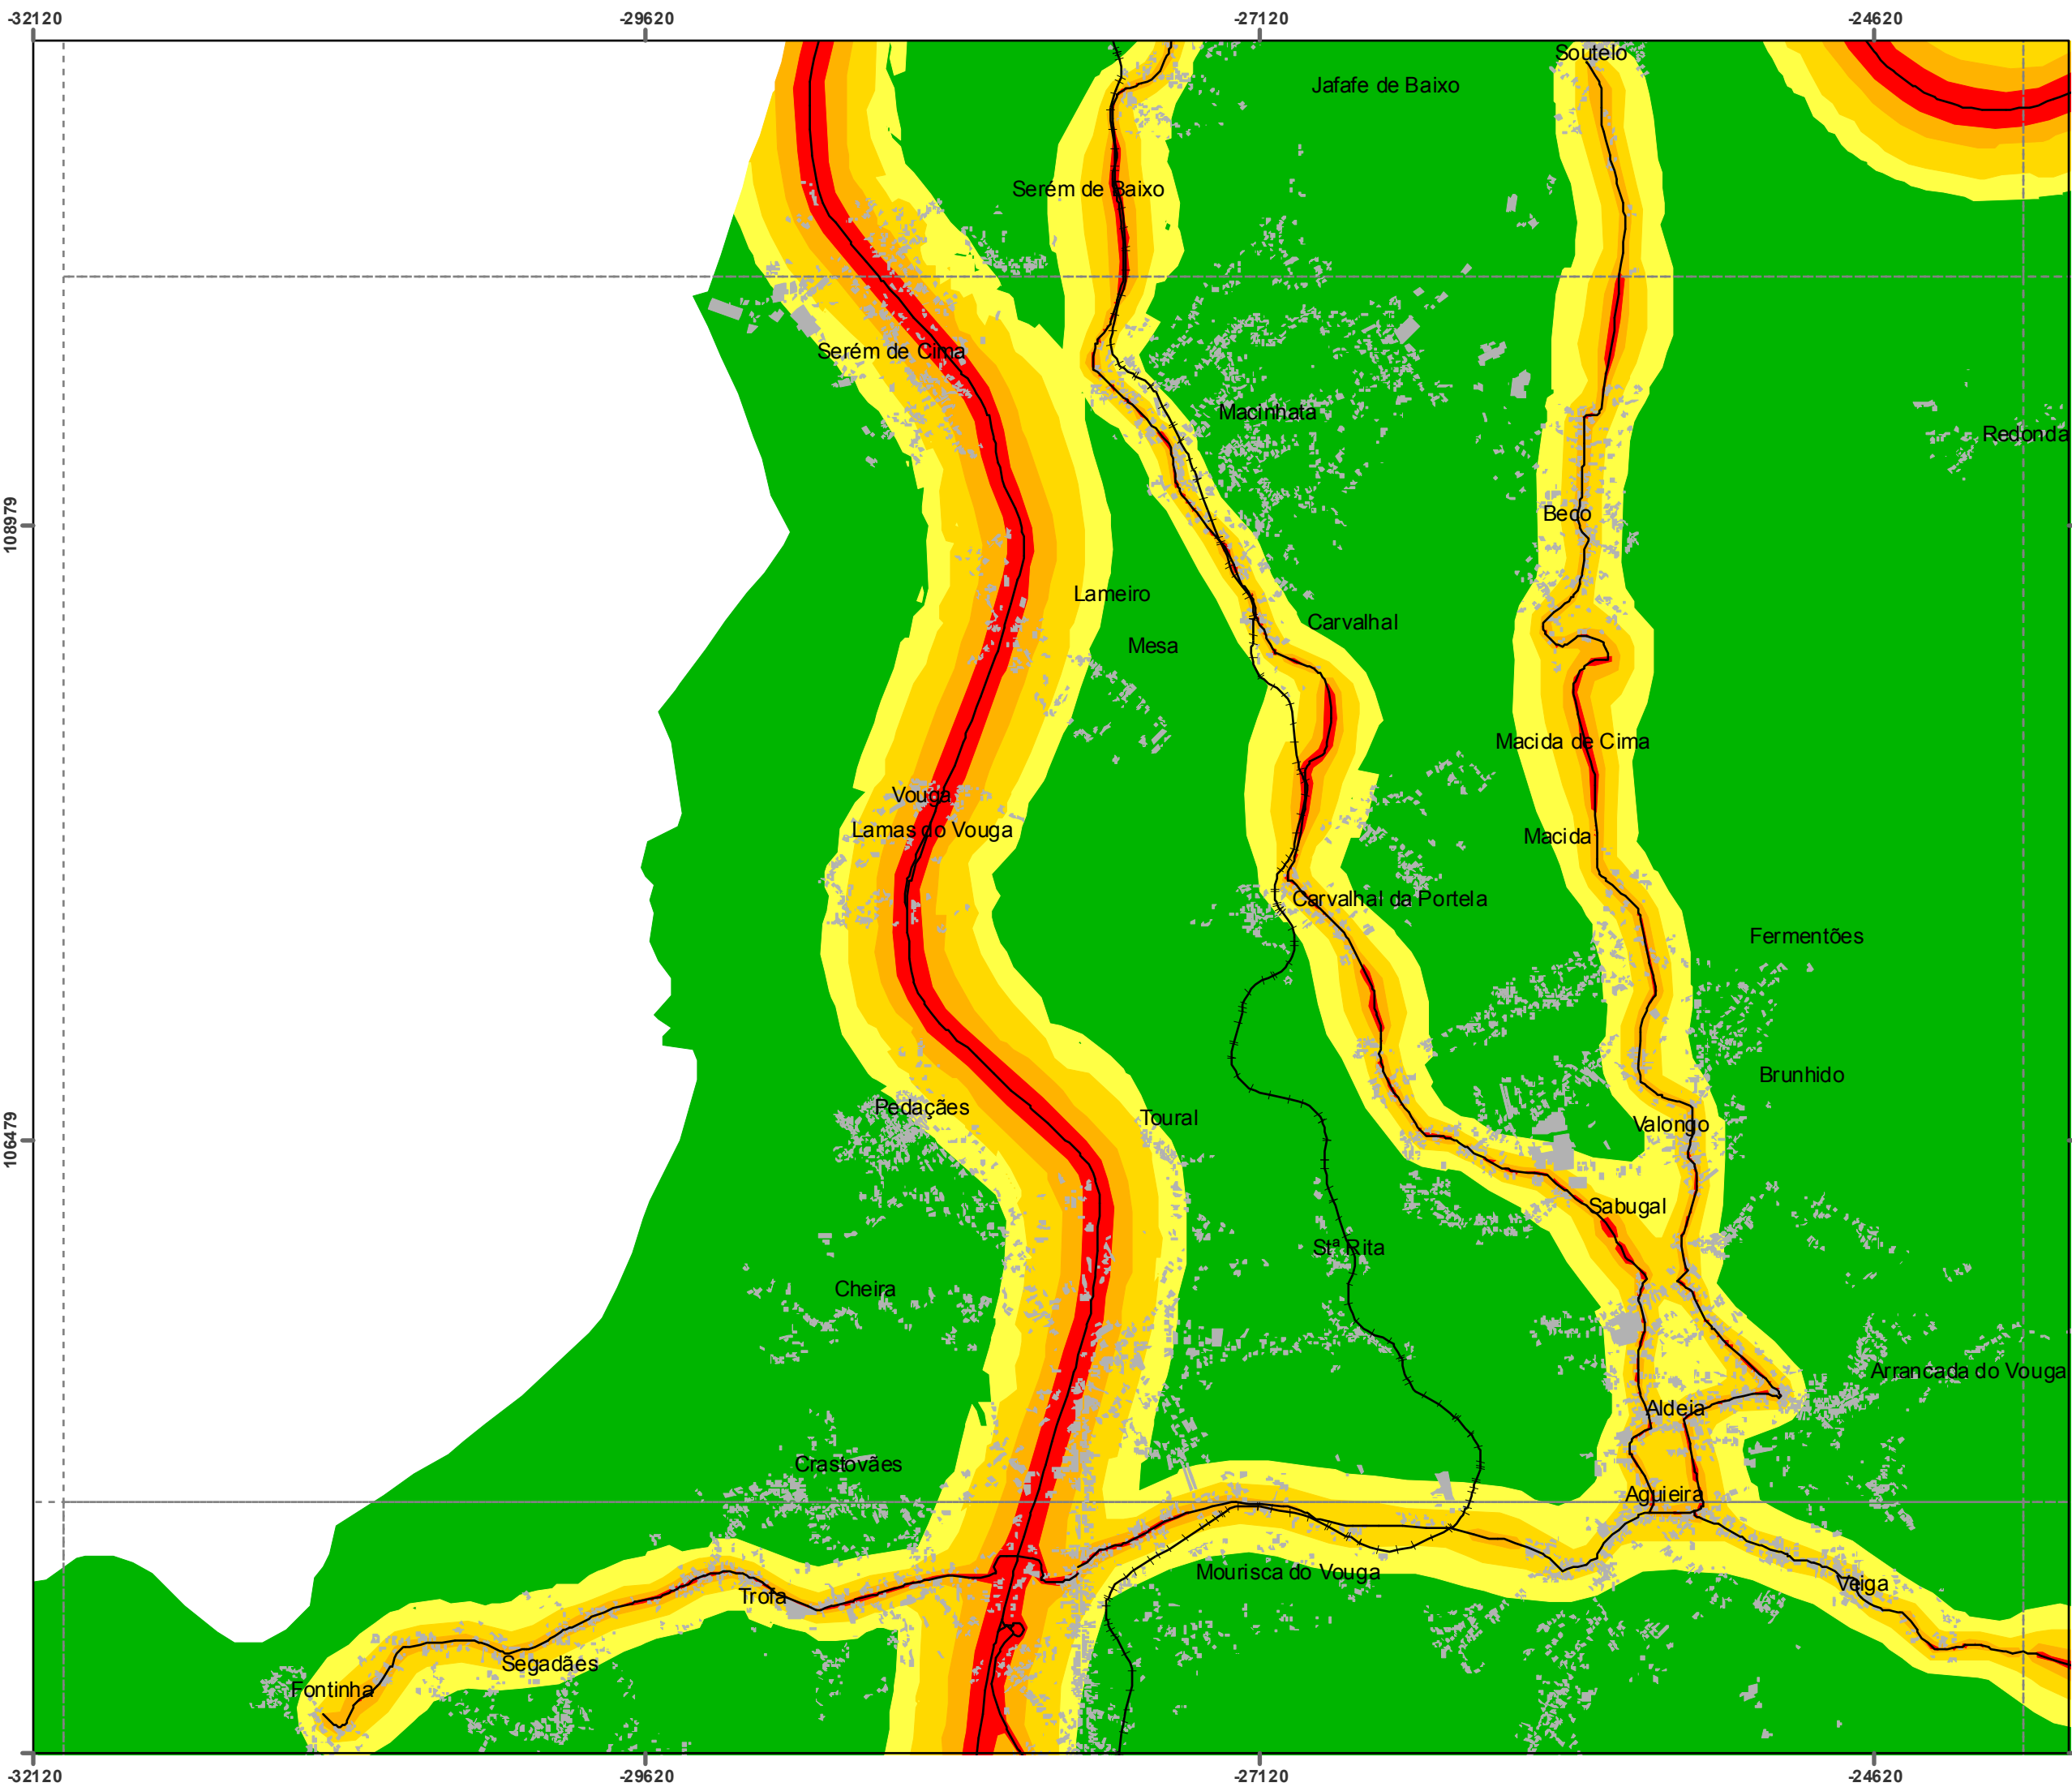 -32120
-29620
-27120
-24620
Soutelo
Jafafe de Baixo
Serém de Baixo
Serém de Cima
Macinhata
Redonda
108979
Beco
Lameiro
Carvalhal
Mesa
Macida de Cima
Vouga
Lamas do Vouga
Macida
Carvalhal da Portela
Fermentões
Brunhido
Pedaçães
Toural
Valongo
106479
Sabugal
Stª Rita
Cheira
Arrancada do Vouga
Aldeia
Crastovães
Aguieira
Mourisca do Vouga
Veiga
Trofa
Segadães
Fontinha
-32120
-29620
-27120
-24620